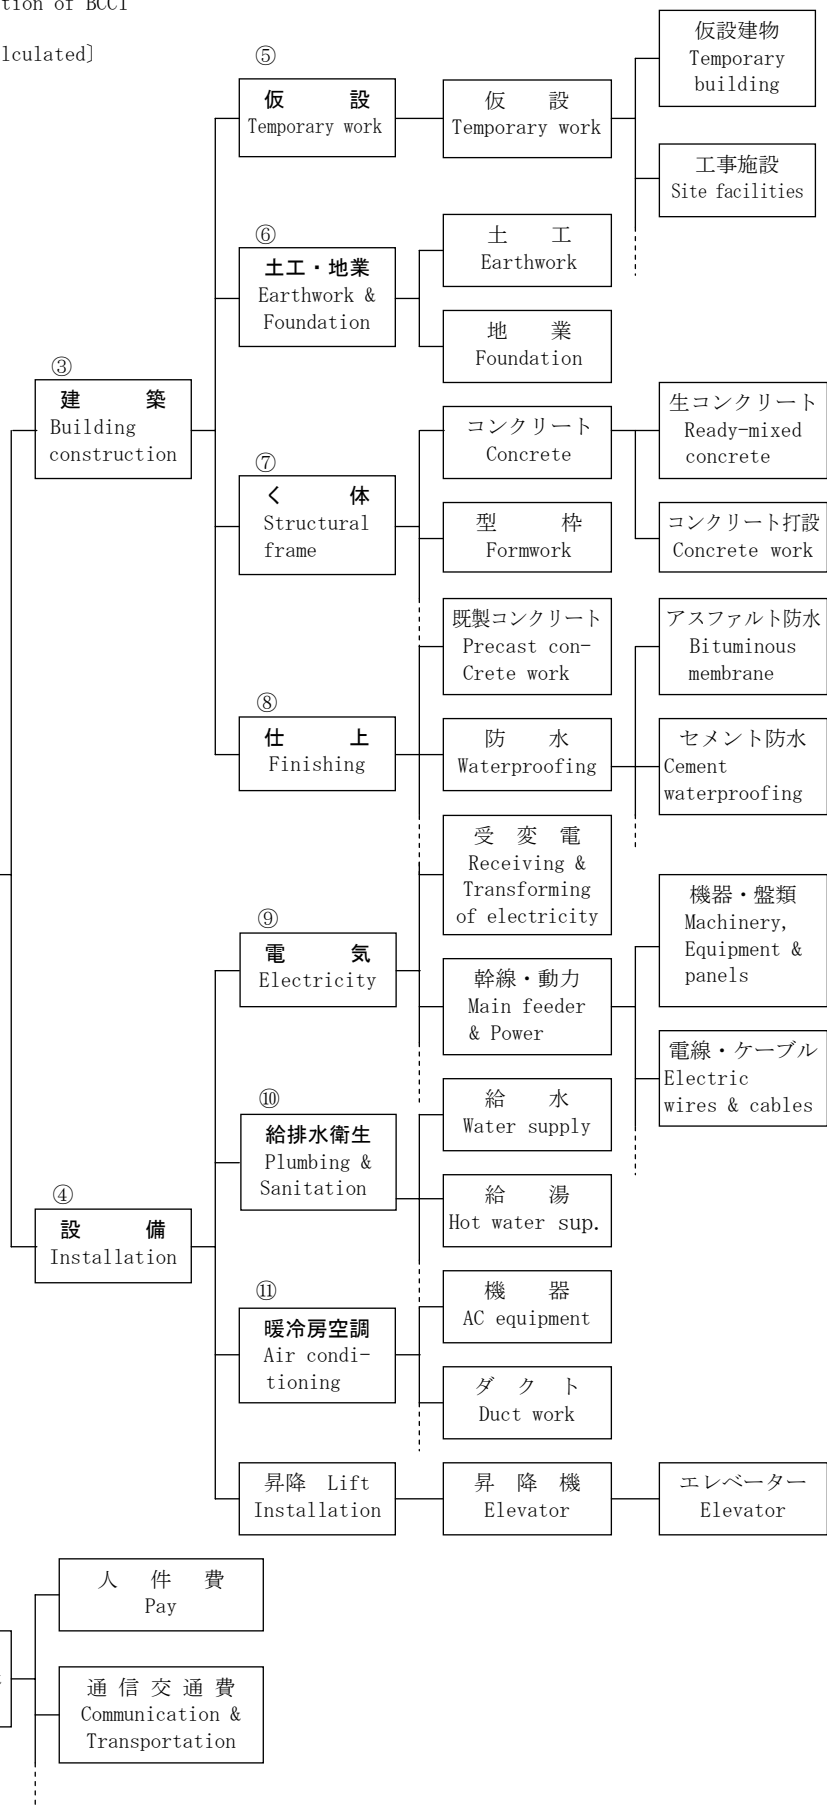 tion of BCCI
lculated〕
⑤
仮　設
Temporary work
仮　設
Temporary work
仮設建物
Temporary
building
工事施設
Site facilities
⑥
土工・地業
Earthwork &
Foundation
土　工
Earthwork
地　業
Foundation
③
建　築
Building
construction
⑦
く　体
Structural
frame
コンクリート
Concrete
生コンクリート
Ready-mixed
concrete
コンクリート打設
Concrete work
型　枠
Formwork
⑧
仕　上
Finishing
既製コンクリート
Precast con-
Crete work
防　水
Waterproofing
アスファルト防水
Bituminous
membrane
セメント防水
Cement
waterproofing
⑨
電　気
Electricity
受　変　電
Receiving &
Transforming
of electricity
幹線・動力
Main feeder
& Power
機器・盤類
Machinery,
Equipment &
panels
電線・ケーブル
Electric
wires & cables
④
設　備
Installation
⑩
給排水衛生
Plumbing &
Sanitation
給　水
Water supply
給　湯
Hot water sup.
⑪
暖冷房空調
Air condi-
tioning
機　器
AC equipment
ダ　ク　ト
Duct work
昇降　Lift
Installation
昇　降　機
Elevator
エレベーター
Elevator
人　件　費
Pay
通 信 交 通 費
Communication &
Transportation